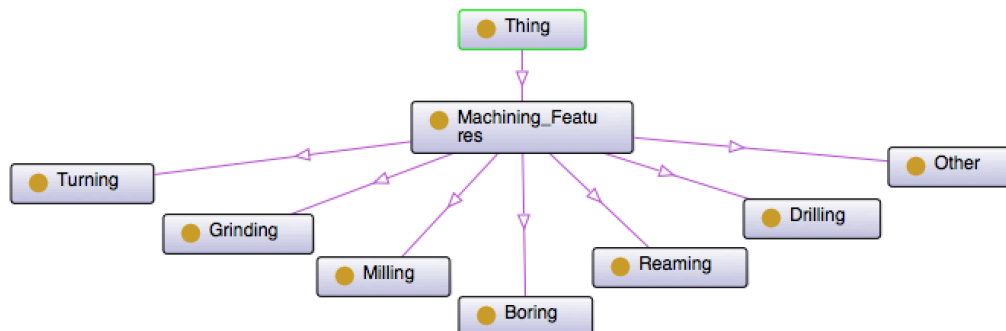 Thing
Machining_Featu
res
Turning
Grinding
Milling
Boring
Reaming
Drilling
Other